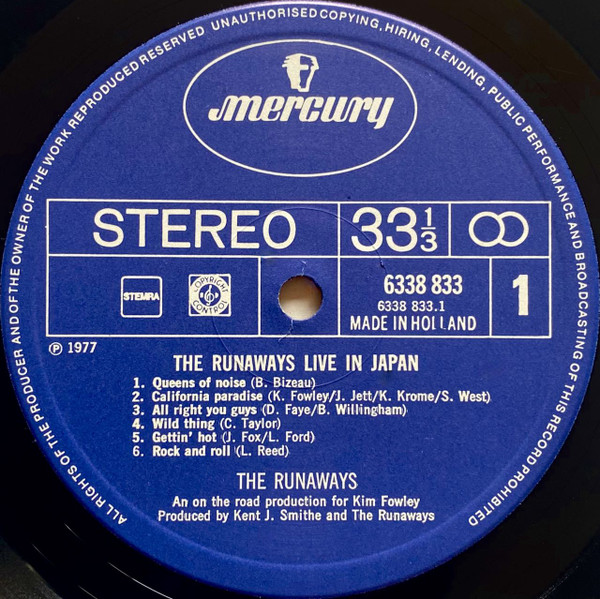 ALL RIGHTS OF THE PRODUCER AND OF THE OWNER OF THE WORK REPRODUCED RESERVED UNAUTHORISED COPYING, HIRING, LENDING, PUBLIC PERFORMANCE AND BROADCASTING OF THIS RECORD PROHIBITED
mercury
STEREO 33 1/3
6338 833
6338 833.1
MADE IN HOLLAND
1
STEMRA
COPYRIGHT CONTROL
℗ 1977
THE RUNAWAYS LIVE IN JAPAN
1. Queens of noise (B. Bizeau)
2. California paradise (K. Fowley/J. Jett/K. Krome/S. West)
3. All right you guys (D. Faye/B. Willingham)
4. Wild thing (C. Taylor)
5. Gettin' hot (J. Fox/L. Ford)
6. Rock and roll (L. Reed)
THE RUNAWAYS
An on the road production for Kim Fowley
Produced by Kent J. Smithe and The Runaways